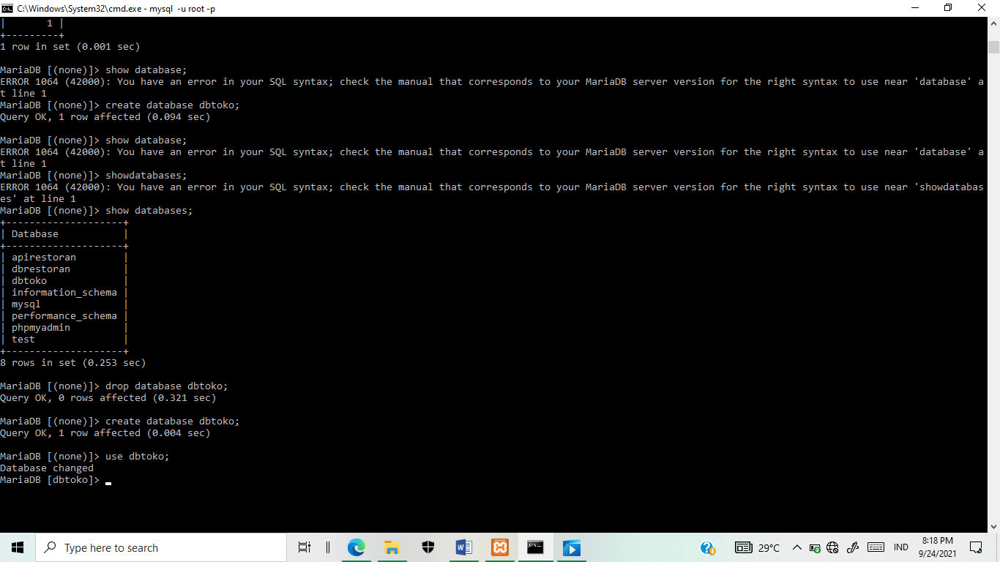 C:\Windows\System32\cmd.exe - mysql  -u root -p
|       1 |
+---------+
1 row in set (0.001 sec)
MariaDB [(none)]> show database;
ERROR 1064 (42000): You have an error in your SQL syntax; check the manual that corresponds to your MariaDB server version for the right syntax to use near 'database' a
t line 1
MariaDB [(none)]> create database dbtoko;
Query OK, 1 row affected (0.094 sec)
MariaDB [(none)]> show database;
ERROR 1064 (42000): You have an error in your SQL syntax; check the manual that corresponds to your MariaDB server version for the right syntax to use near 'database' a
t line 1
MariaDB [(none)]> showdatabases;
ERROR 1064 (42000): You have an error in your SQL syntax; check the manual that corresponds to your MariaDB server version for the right syntax to use near 'showdatabas
es' at line 1
MariaDB [(none)]> show databases;
+--------------------+
| Database           |
+--------------------+
| apirestoran        |
| dbrestoran         |
| dbtoko             |
| information_schema |
| mysql              |
| performance_schema |
| phpmyadmin         |
| test               |
+--------------------+
8 rows in set (0.253 sec)
MariaDB [(none)]> drop database dbtoko;
Query OK, 0 rows affected (0.321 sec)
MariaDB [(none)]> create database dbtoko;
Query OK, 1 row affected (0.004 sec)
MariaDB [(none)]> use dbtoko;
Database changed
MariaDB [dbtoko]>
Type here to search
29°C
IND
8:18 PM
9/24/2021